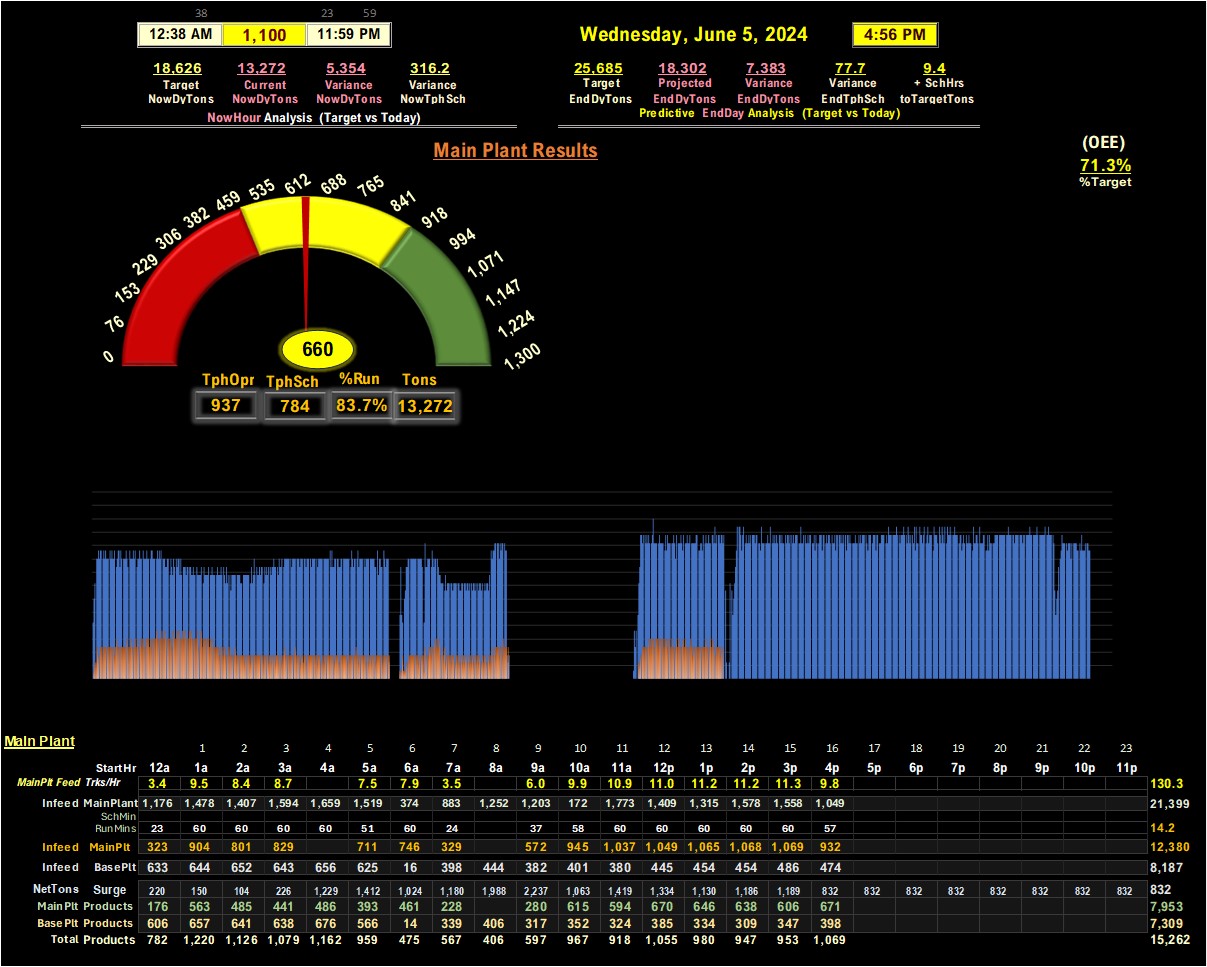 38 23 59
12:38 AM 1,100 11:59 PM Wednesday, June 5, 2024 4:56 PM
18,626 13,272 5,354 316.2 25,685 18,302 7,383 77.7 9.4
Target Current Variance Variance Target Projected Variance Variance + SchHrs
NowDyTons NowDyTons NowDyTons NowTphSch EndDyTons EndDyTons EndDyTons EndTphSch toTargetTons
NowHour Analysis (Target vs Today) Predictive EndDay Analysis (Target vs Today)
Main Plant Results
(OEE)
71.3%
%Target
0 76 153 229 306 382 459 535 612 688 765 841 918 994 1,071 1,147 1,224 1,300
660
TphOpr TphSch %Run Tons
937 784 83.7% 13,272
Main Plant
1 2 3 4 5 6 7 8 9 10 11 12 13 14 15 16 17 18 19 20 21 22 23
StartHr 12a 1a 2a 3a 4a 5a 6a 7a 8a 9a 10a 11a 12p 1p 2p 3p 4p 5p 6p 7p 8p 9p 10p 11p
MainPlt Feed Trks/Hr 3.4 9.5 8.4 8.7 7.5 7.9 3.5 6.0 9.9 10.9 11.0 11.2 11.2 11.3 9.8 130.3
Infeed MainPlant 1,176 1,478 1,407 1,594 1,659 1,519 374 883 1,252 1,203 172 1,773 1,409 1,315 1,578 1,558 1,049 21,399
SchMin
RunMins 23 60 60 60 60 51 60 24 37 58 60 60 60 60 60 57 14.2
Infeed MainPlt 323 904 801 829 711 746 329 572 945 1,037 1,049 1,065 1,068 1,069 932 12,380
Infeed BasePlt 633 644 652 643 656 625 16 398 444 382 401 380 445 454 454 486 474 8,187
NetTons Surge 220 150 104 226 1,229 1,412 1,024 1,180 1,988 2,237 1,063 1,419 1,334 1,130 1,186 1,189 832 832 832 832 832 832 832 832 832
MainPlt Products 176 563 485 441 486 393 461 228 280 615 594 670 646 638 606 671 7,953
BasePlt Products 606 657 641 638 676 566 14 339 406 317 352 324 385 334 309 347 398 7,309
Total Products 782 1,220 1,126 1,079 1,162 959 475 567 406 597 967 918 1,055 980 947 953 1,069 15,262